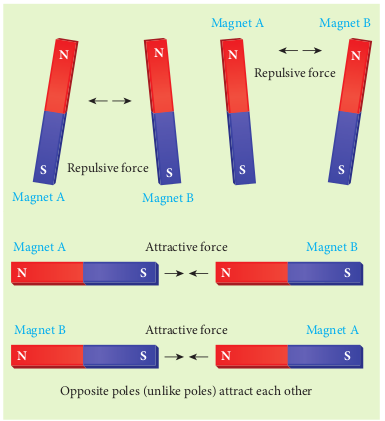 Magnet A
Magnet B
N
N
N
N
Repulsive force
S
Repulsive force
S
S
S
Magnet A
Magnet B
Magnet A
Attractive force
Magnet B
N
S
N
S
Magnet B
Attractive force
Magnet A
N
S
N
S
Opposite poles (unlike poles) attract each other